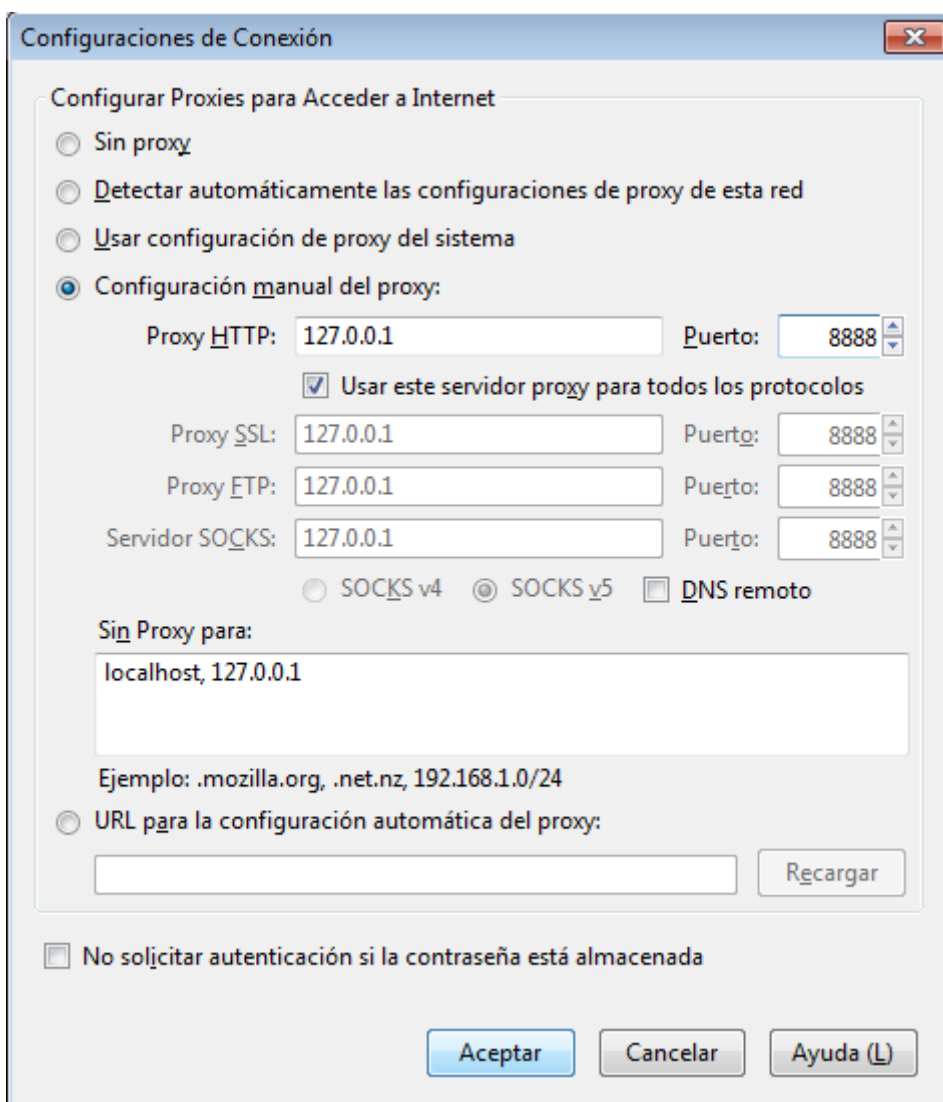 Configuraciones de Conexión
Configurar Proxies para Acceder a Internet
Sin proxy
Detectar automáticamente las configuraciones de proxy de esta red
Usar configuración de proxy del sistema
Configuración manual del proxy:
Proxy HTTP: 127.0.0.1 Puerto: 8888
Usar este servidor proxy para todos los protocolos
Proxy SSL: 127.0.0.1 Puerto: 8888
Proxy FTP: 127.0.0.1 Puerto: 8888
Servidor SOCKS: 127.0.0.1 Puerto: 8888
SOCKS v4 SOCKS v5 DNS remoto
Sin Proxy para:
localhost, 127.0.0.1
Ejemplo: .mozilla.org, .net.nz, 192.168.1.0/24
URL para la configuración automática del proxy:
Recargar
No solicitar autenticación si la contraseña está almacenada
Aceptar Cancelar Ayuda (L)